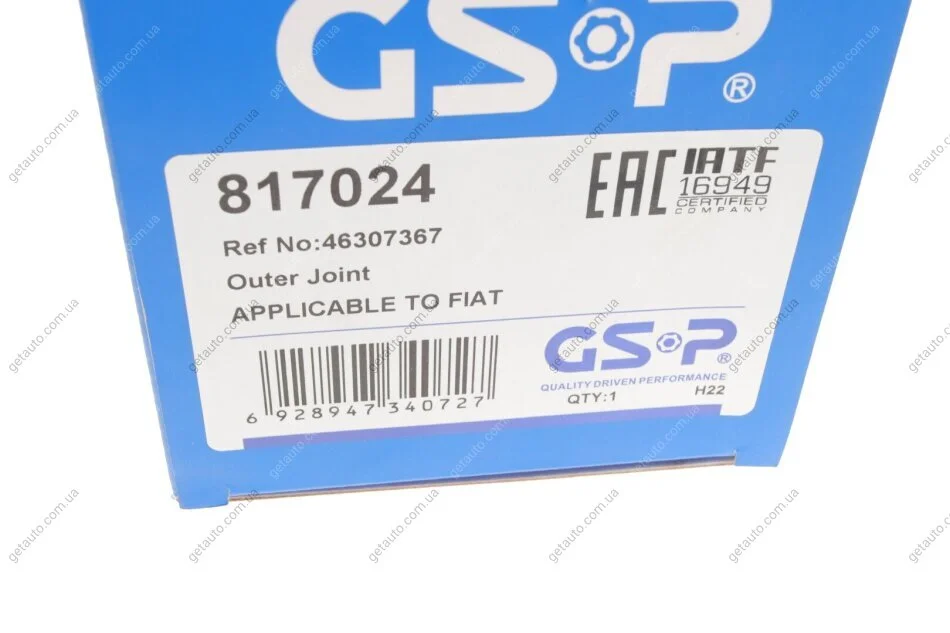 GSP®
817024
EAC
IATF
16949
CERTIFIED
COMPANY
Ref No:46307367
Outer Joint
APPLICABLE TO FIAT
GSP®
QUALITY DRIVEN PERFORMANCE
QTY:1
H22
6 928947 340727
getauto.com.ua